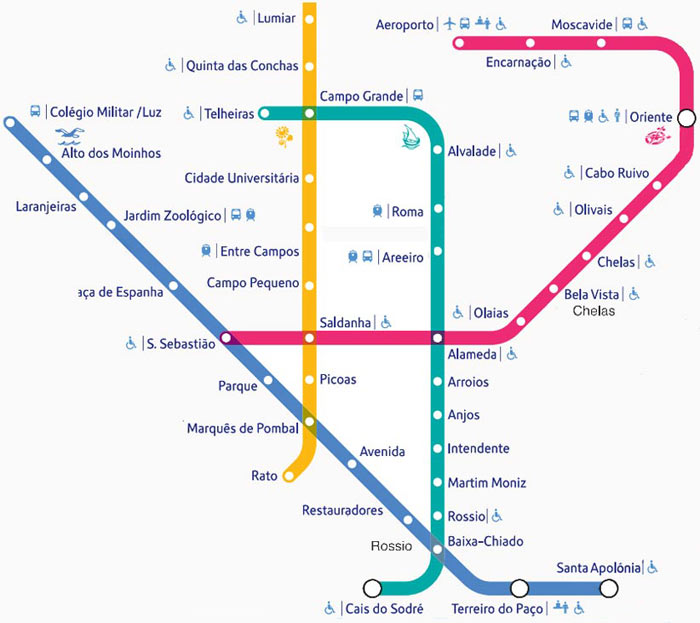 Lumiar
Aeroporto
Moscavide
Encarnação
Quinta das Conchas
Campo Grande
Colégio Militar /Luz
Telheiras
Oriente
Alto dos Moinhos
Alvalade
Cidade Universitária
Cabo Ruivo
Laranjeiras
Jardim Zoológico
Roma
Olivais
Entre Campos
Areeiro
Chelas
Campo Pequeno
aça de Espanha
Bela Vista
Chelas
Saldanha
Olaias
S. Sebastião
Alameda
Parque
Picoas
Arroios
Anjos
Marquês de Pombal
Avenida
Intendente
Rato
Martim Moniz
Restauradores
Rossio
Rossio
Baixa-Chiado
Santa Apolónia
Cais do Sodré
Terreiro do Paço